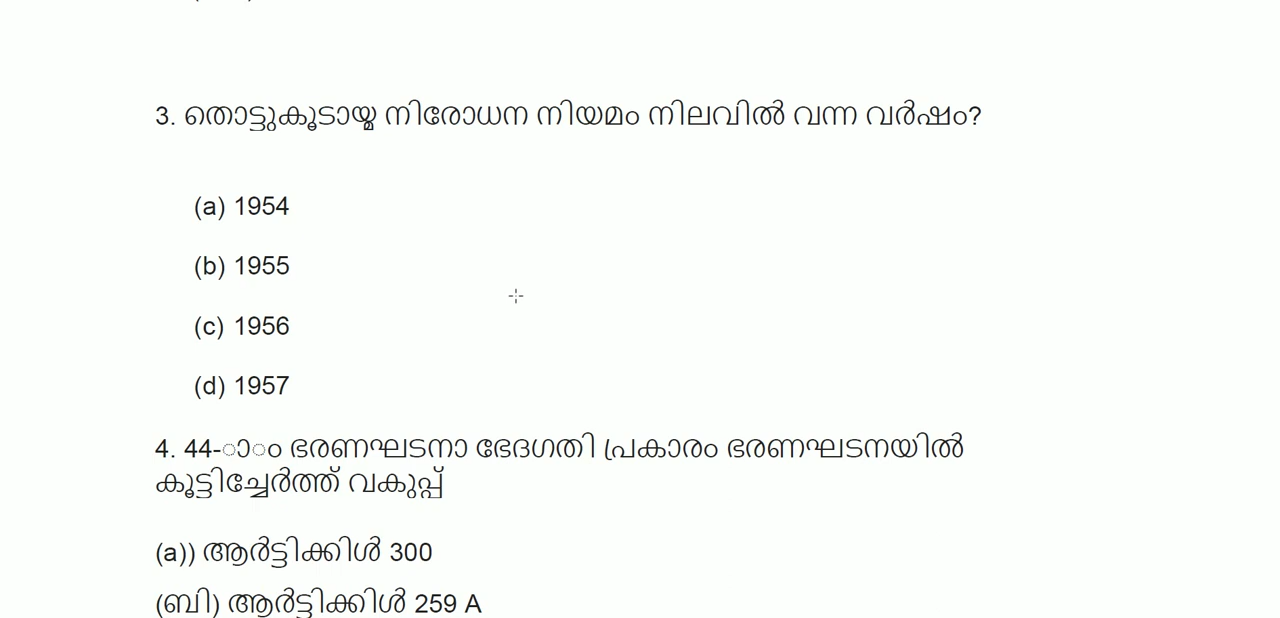 3. തൊട്ടുകൂടായ്മ നിരോധന നിയമം നിലവിൽ വന്ന വർഷം?
(a) 1954
(b) 1955
(c) 1956
(d) 1957
4. 44-ാംം ഭരണഘടനാ ഭേദഗതി പ്രകാരം ഭരണഘടനയിൽ
കൂട്ടിച്ചേർത്ത് വകുപ്പ്
(a)) ആർട്ടിക്കിൾ 300
(ബി) ആർട്ടിക്കിൾ 259 A